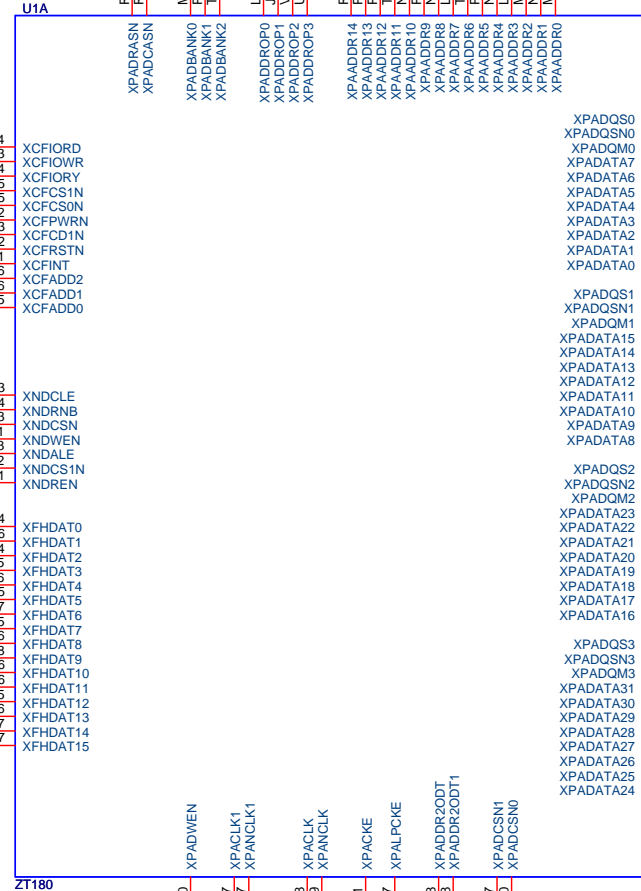 U1A
XPADRASN
XPADCASN
XPADBANK0
XPADBANK1
XPADBANK2
XPADDROP0
XPADDROP1
XPADDROP2
XPADDROP3
XPAADDR14
XPAADDR13
XPAADDR12
XPAADDR11
XPAADDR10
XPAADDR9
XPAADDR8
XPAADDR7
XPAADDR6
XPAADDR5
XPAADDR4
XPAADDR3
XPAADDR2
XPAADDR1
XPAADDR0
XCFIORD
XCFIOWR
XCFIORY
XCFCS1N
XCFCS0N
XCFPWRN
XCFCD1N
XCFRSTN
XCFINT
XCFADD2
XCFADD1
XCFADD0
XNDCLE
XNDRNB
XNDCSN
XNDWEN
XNDALE
XNDCS1N
XNDREN
XFHDAT0
XFHDAT1
XFHDAT2
XFHDAT3
XFHDAT4
XFHDAT5
XFHDAT6
XFHDAT7
XFHDAT8
XFHDAT9
XFHDAT10
XFHDAT11
XFHDAT12
XFHDAT13
XFHDAT14
XFHDAT15
XPADQS0
XPADQSN0
XPADQM0
XPADATA7
XPADATA6
XPADATA5
XPADATA4
XPADATA3
XPADATA2
XPADATA1
XPADATA0
XPADQS1
XPADQSN1
XPADQM1
XPADATA15
XPADATA14
XPADATA13
XPADATA12
XPADATA11
XPADATA10
XPADATA9
XPADATA8
XPADQS2
XPADQSN2
XPADQM2
XPADATA23
XPADATA22
XPADATA21
XPADATA20
XPADATA19
XPADATA18
XPADATA17
XPADATA16
XPADQS3
XPADQSN3
XPADQM3
XPADATA31
XPADATA30
XPADATA29
XPADATA28
XPADATA27
XPADATA26
XPADATA25
XPADATA24
XPADWEN
XPACLK1
XPANCLK1
XPACLK
XPANCLK
XPACKE
XPALPCKE
XPADDR2ODT
XPADDR2ODT1
XPADCSN1
XPADCSN0
ZT180